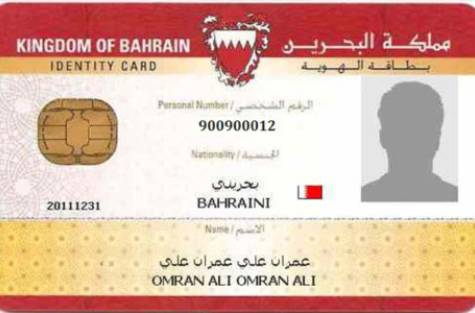 KINGDOM OF BAHRAIN مملكة البحرين
IDENTITY CARD بطاقة الهوية
Personal Number / الرقم الشخصي
900900012
Nationality / الجنسية
بحريني
BAHRAINI
20111231
Name / الاسم
عمران علي عمران علي
OMRAN ALI OMRAN ALI